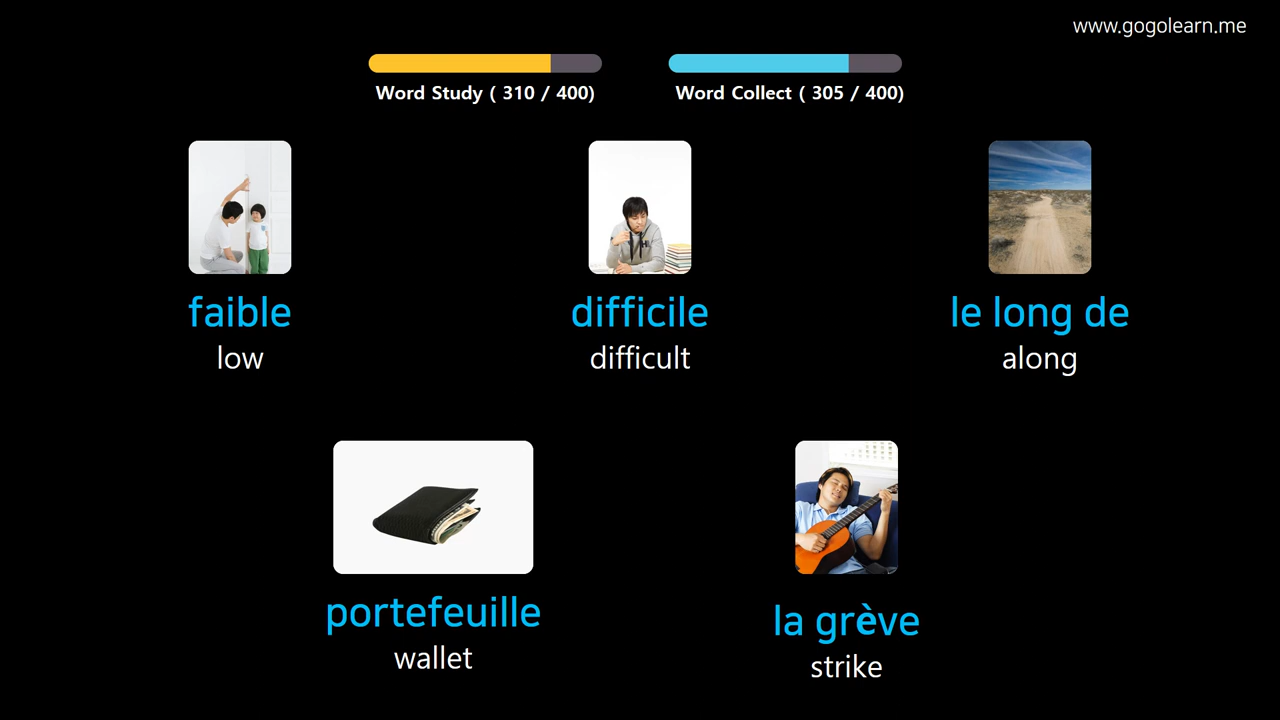 www.gogolearn.me
Word Study ( 310 / 400)
Word Collect ( 305 / 400)
faible
low
difficile
difficult
le long de
along
portefeuille
wallet
la grève
strike